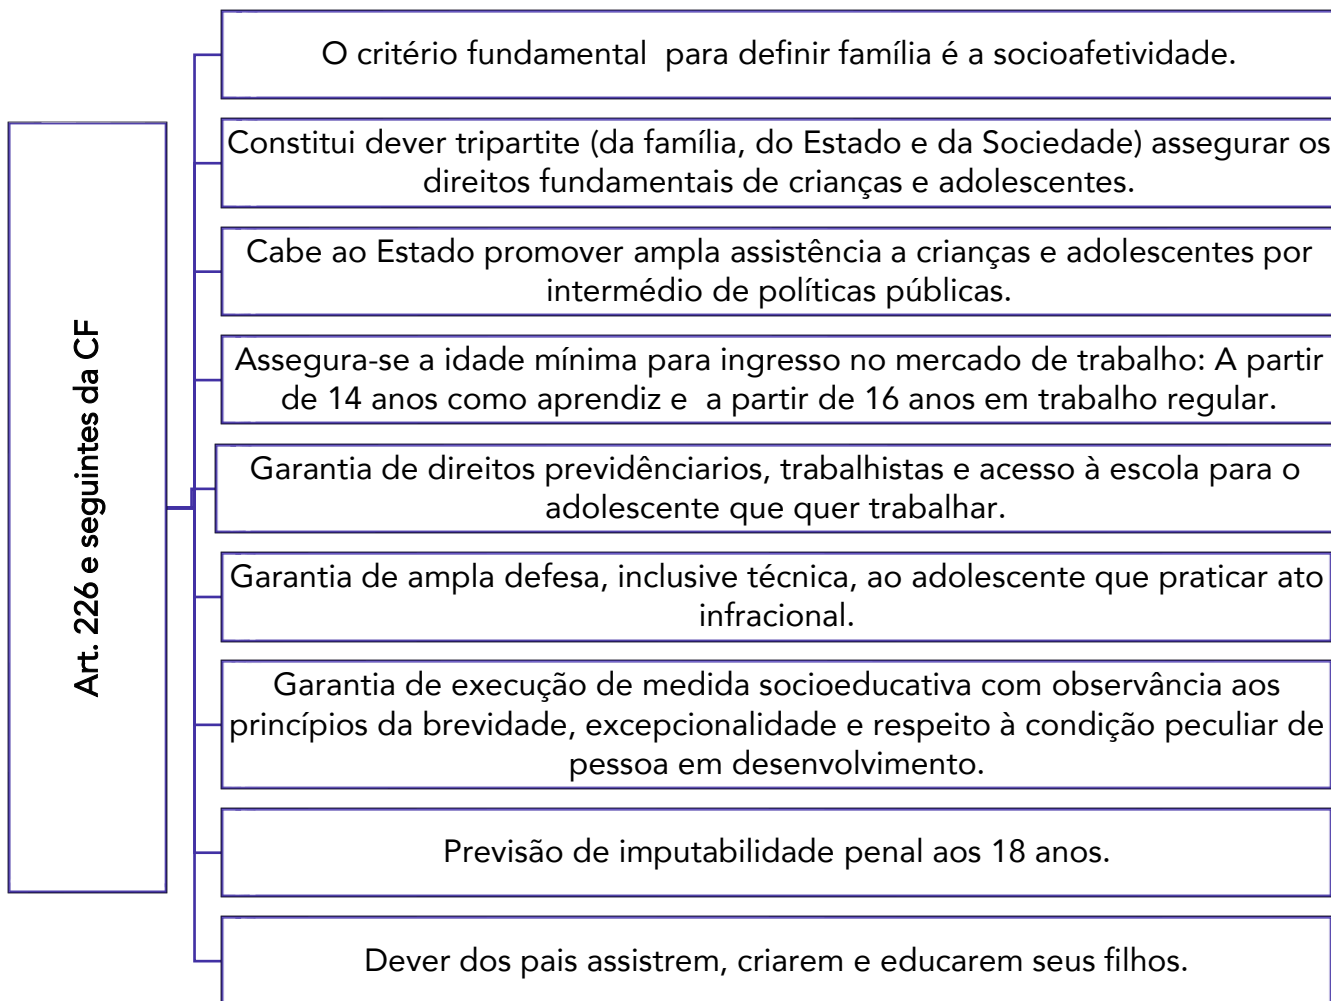 Art. 226 e seguintes da CF
O critério fundamental para definir família é a socioafetividade.
Constitui dever tripartite (da família, do Estado e da Sociedade) assegurar os
direitos fundamentais de crianças e adolescentes.
Cabe ao Estado promover ampla assistência a crianças e adolescentes por
intermédio de políticas públicas.
Assegura-se a idade mínima para ingresso no mercado de trabalho: A partir
de 14 anos como aprendiz e a partir de 16 anos em trabalho regular.
Garantia de direitos previdênciarios, trabalhistas e acesso à escola para o
adolescente que quer trabalhar.
Garantia de ampla defesa, inclusive técnica, ao adolescente que praticar ato
infracional.
Garantia de execução de medida socioeducativa com observância aos
princípios da brevidade, excepcionalidade e respeito à condição peculiar de
pessoa em desenvolvimento.
Previsão de imputabilidade penal aos 18 anos.
Dever dos pais assistrem, criarem e educarem seus filhos.